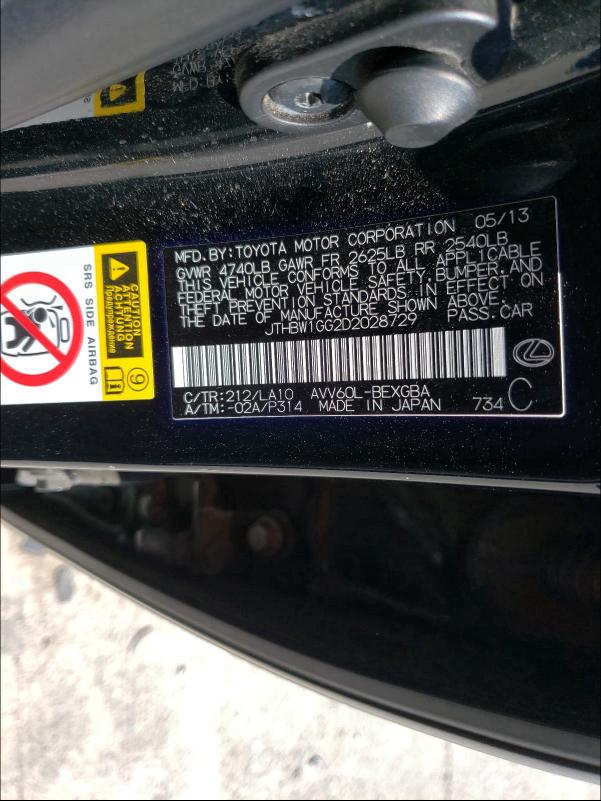 MFD. BY: TOYOTA MOTOR CORPORATION 05/13
GVWR 4740LB GAWR FR 2625LB RR 2540LB
THIS VEHICLE CONFORMS TO ALL APPLICABLE
FEDERAL MOTOR VEHICLE SAFETY, BUMPER, AND
THEFT PREVENTION STANDARDS IN EFFECT ON
THE DATE OF MANUFACTURE SHOWN ABOVE.
JTHBW1GG2D2028729 PASS. CAR
C/TR: 212/LA10 AVV60L-BEXGBA
A/TM: -02A/P314 MADE IN JAPAN 734 C
SRS SIDE AIRBAG
CAUTION
ACHTUNG
Предупреждение
9